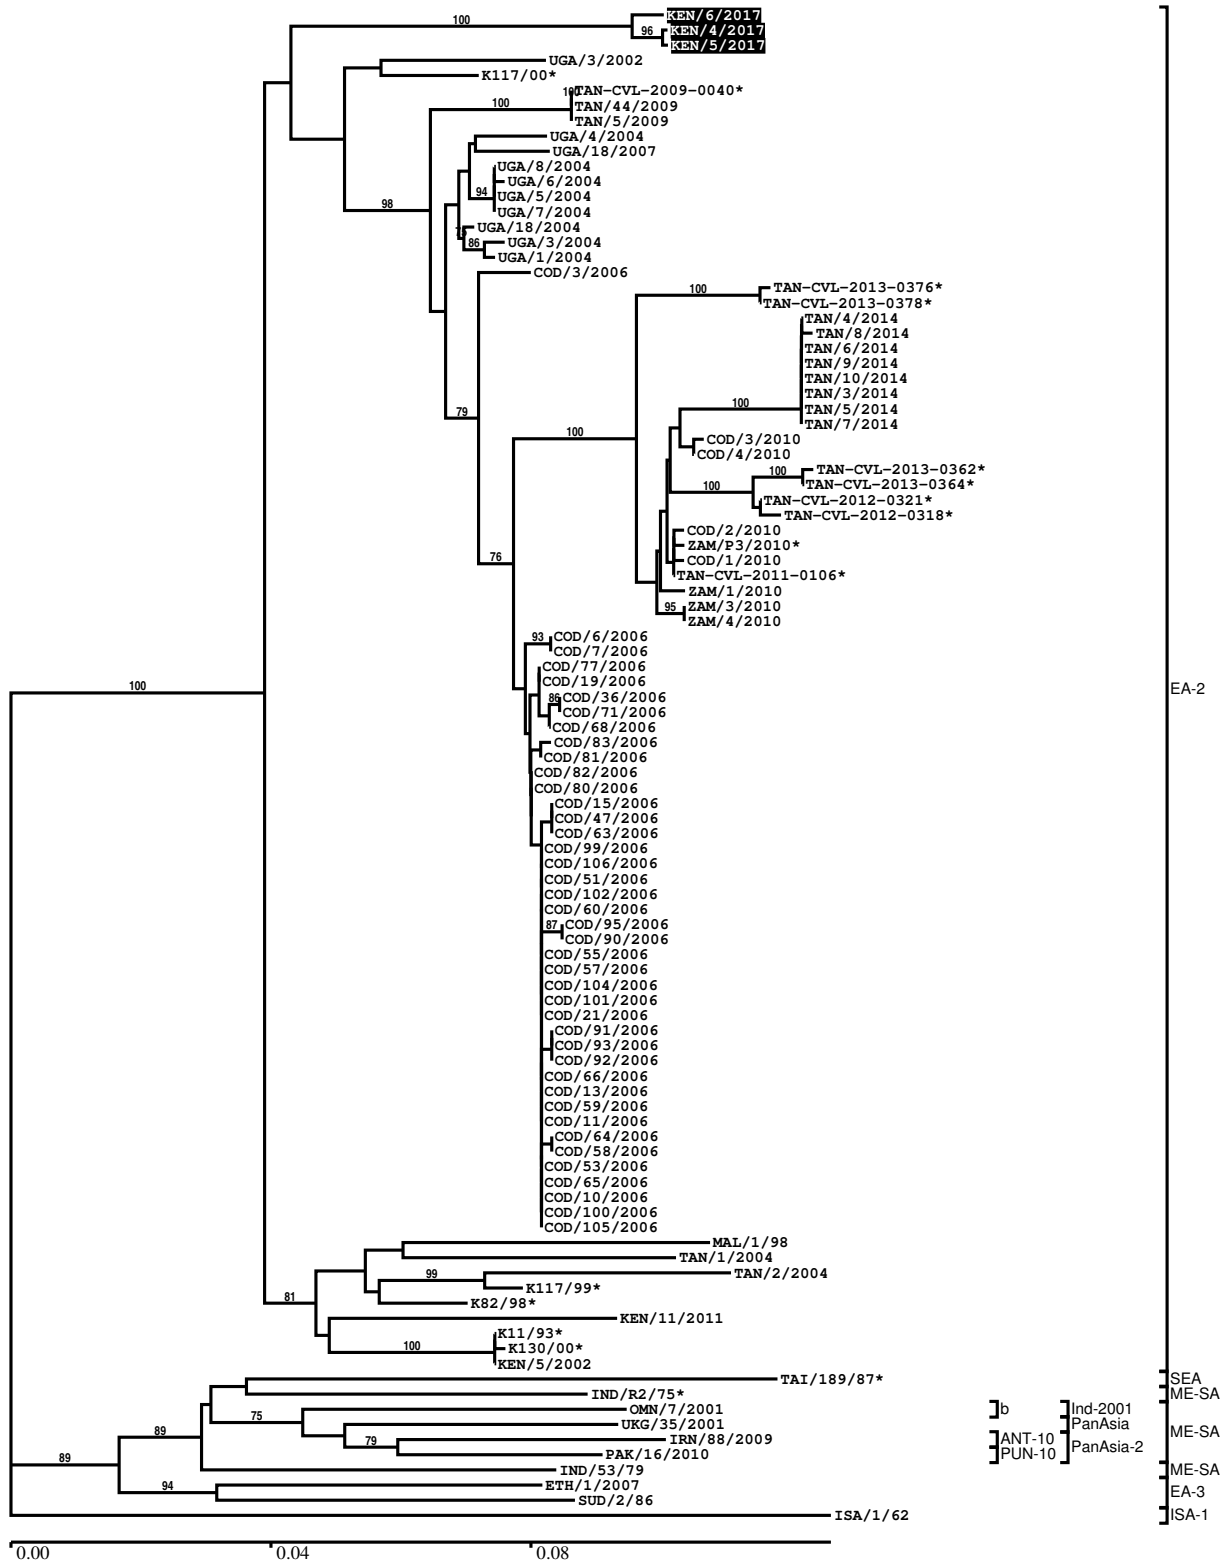 100
KEN/6/2017
96
KEN/4/2017
KEN/5/2017
UGA/3/2002
K117/00*
TAN-CVL-2009-0040*
100
TAN/44/2009
TAN/5/2009
UGA/4/2004
UGA/18/2007
UGA/8/2004
UGA/6/2004
94
UGA/5/2004
98
UGA/7/2004
UGA/18/2004
86
UGA/3/2004
UGA/1/2004
COD/3/2006
100
TAN-CVL-2013-0376*
TAN-CVL-2013-0378*
TAN/4/2014
TAN/8/2014
TAN/6/2014
TAN/9/2014
TAN/10/2014
TAN/3/2014
100
TAN/5/2014
79
TAN/7/2014
100
COD/3/2010
COD/4/2010
100
TAN-CVL-2013-0362*
TAN-CVL-2013-0364*
100
TAN-CVL-2012-0321*
TAN-CVL-2012-0318*
COD/2/2010
ZAM/P3/2010*
76
COD/1/2010
TAN-CVL-2011-0106*
ZAM/1/2010
95
ZAM/3/2010
ZAM/4/2010
93
COD/6/2006
COD/7/2006
COD/77/2006
COD/19/2006
100
EA-2
86
COD/36/2006
COD/71/2006
COD/68/2006
COD/83/2006
COD/81/2006
COD/82/2006
COD/80/2006
COD/15/2006
COD/47/2006
COD/63/2006
COD/99/2006
COD/106/2006
COD/51/2006
COD/102/2006
COD/60/2006
87
COD/95/2006
COD/90/2006
COD/55/2006
COD/57/2006
COD/104/2006
COD/101/2006
COD/21/2006
COD/91/2006
COD/93/2006
COD/92/2006
COD/66/2006
COD/13/2006
COD/59/2006
COD/11/2006
COD/64/2006
COD/58/2006
COD/53/2006
COD/65/2006
COD/10/2006
COD/100/2006
COD/105/2006
MAL/1/98
TAN/1/2004
99
TAN/2/2004
K117/99*
81
K82/98*
KEN/11/2011
K11/93*
100
K130/00*
KEN/5/2002
TAI/189/87*
SEA
IND/R2/75*
ME-SA
75
OMN/7/2001
b
Ind-2001
UKG/35/2001
PanAsia
ME-SA
89
79
IRN/88/2009
ANT-10
PanAsia-2
PAK/16/2010
PUN-10
89
IND/53/79
ME-SA
94
ETH/1/2007
EA-3
SUD/2/86
ISA/1/62
ISA-1
0.00
0.04
0.08